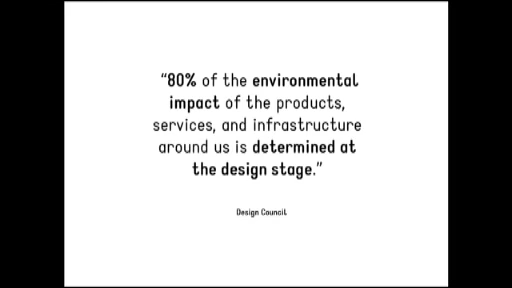 “80% of the environmental
impact of the products,
services, and infrastructure
around us is determined at
the design stage.”
Design Council